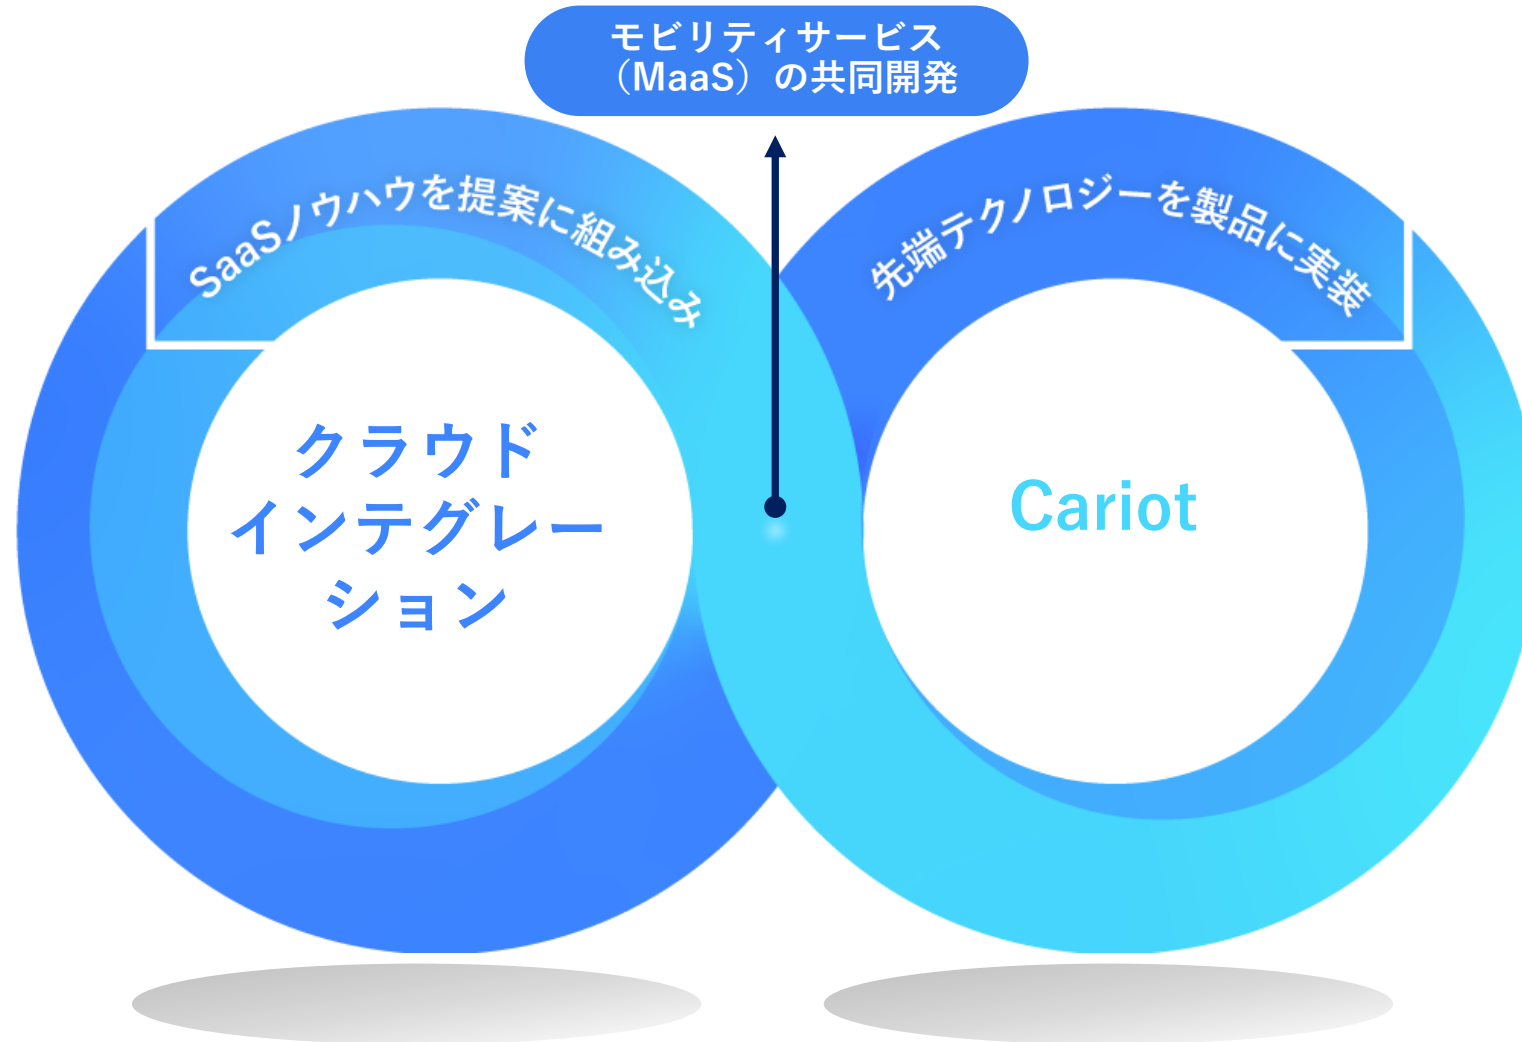 モビリティサービス
（MaaS）の共同開発
SaaSノウハウを提案に組み込み
先端テクノロジーを製品に実装
クラウド
インテグレー
ション
Cariot